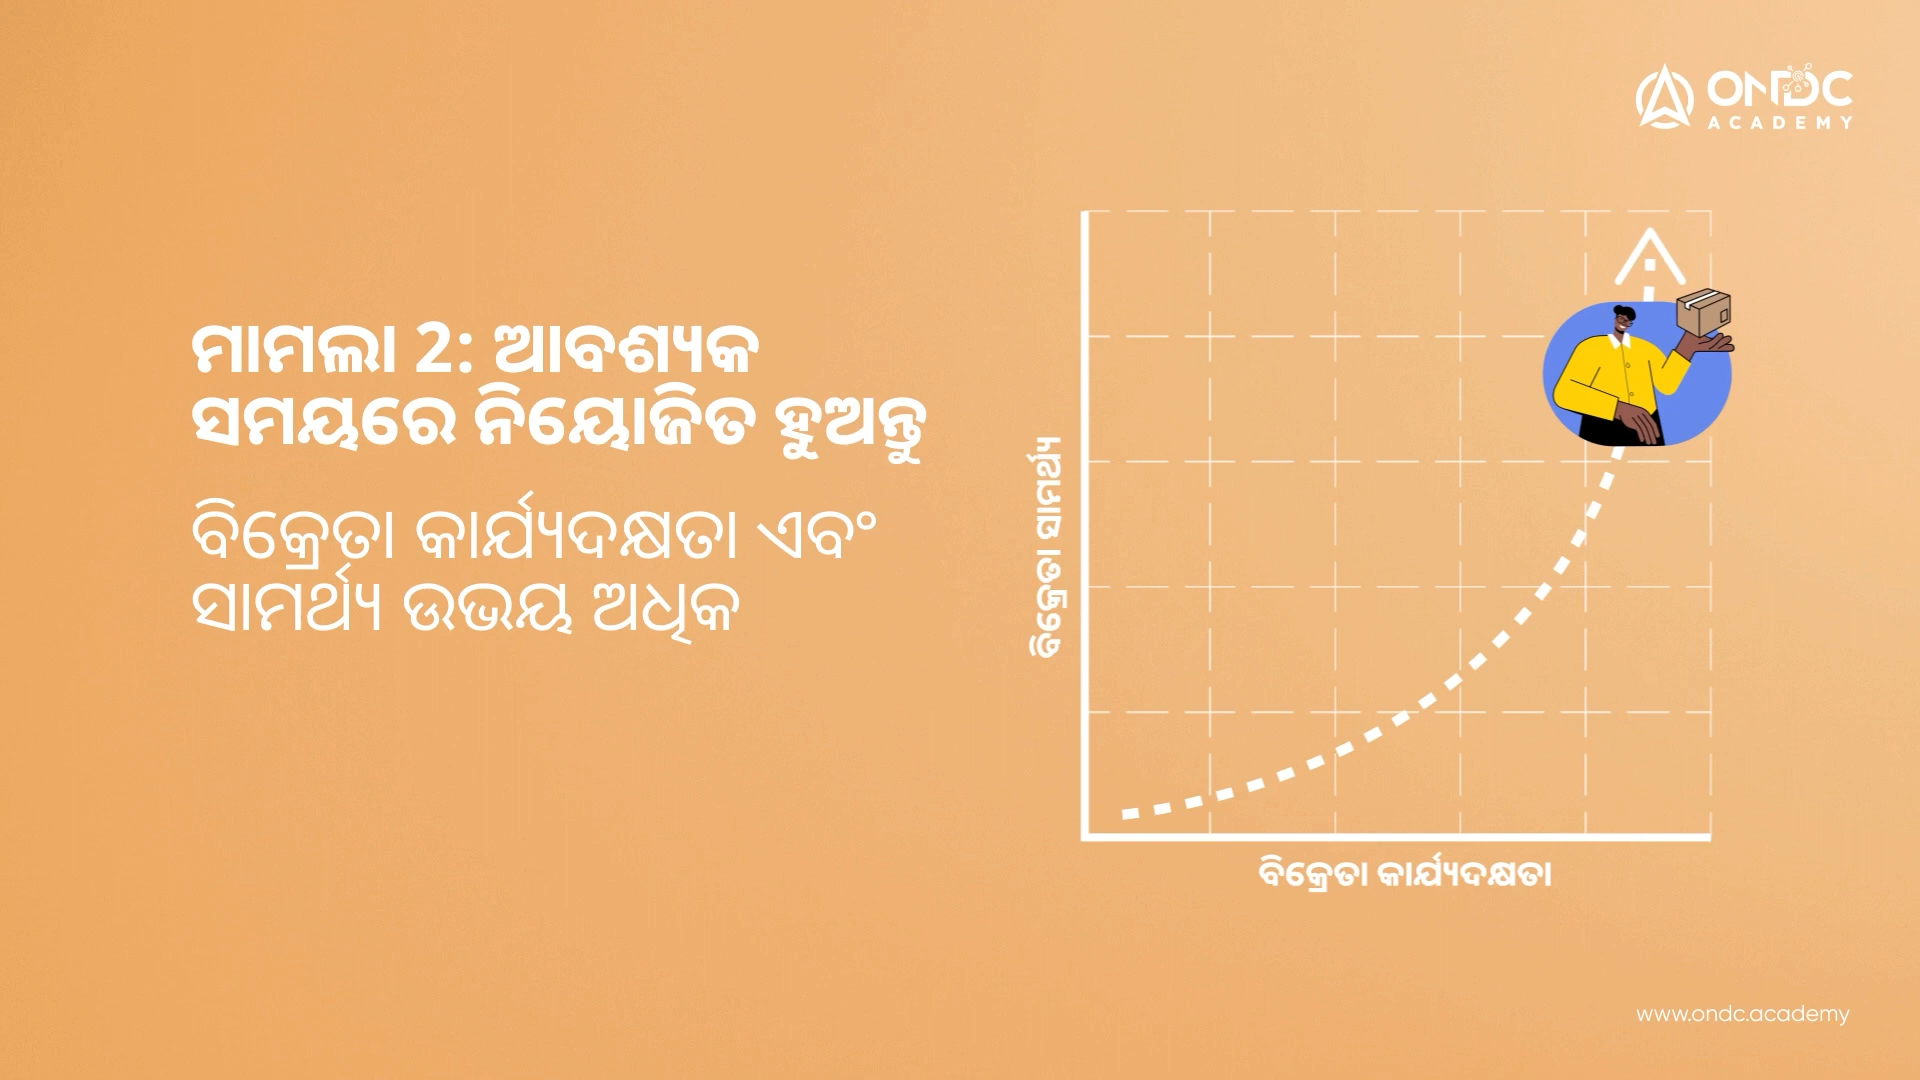 ONDC
ACADEMY
ମାମଲା 2: ଆବଶ୍ୟକ
ସମୟରେ ନିୟୋଜିତ ହୁଅନ୍ତୁ
ବିକ୍ରେତା କାର୍ଯ୍ୟଦକ୍ଷତା ଏବଂ
ସାମର୍ଥ୍ୟ ଉଭୟ ଅଧିକ
ବିକ୍ରେତା ସାମର୍ଥ୍ୟ
ବିକ୍ରେତା କାର୍ଯ୍ୟଦକ୍ଷତା
www.ondc.academy